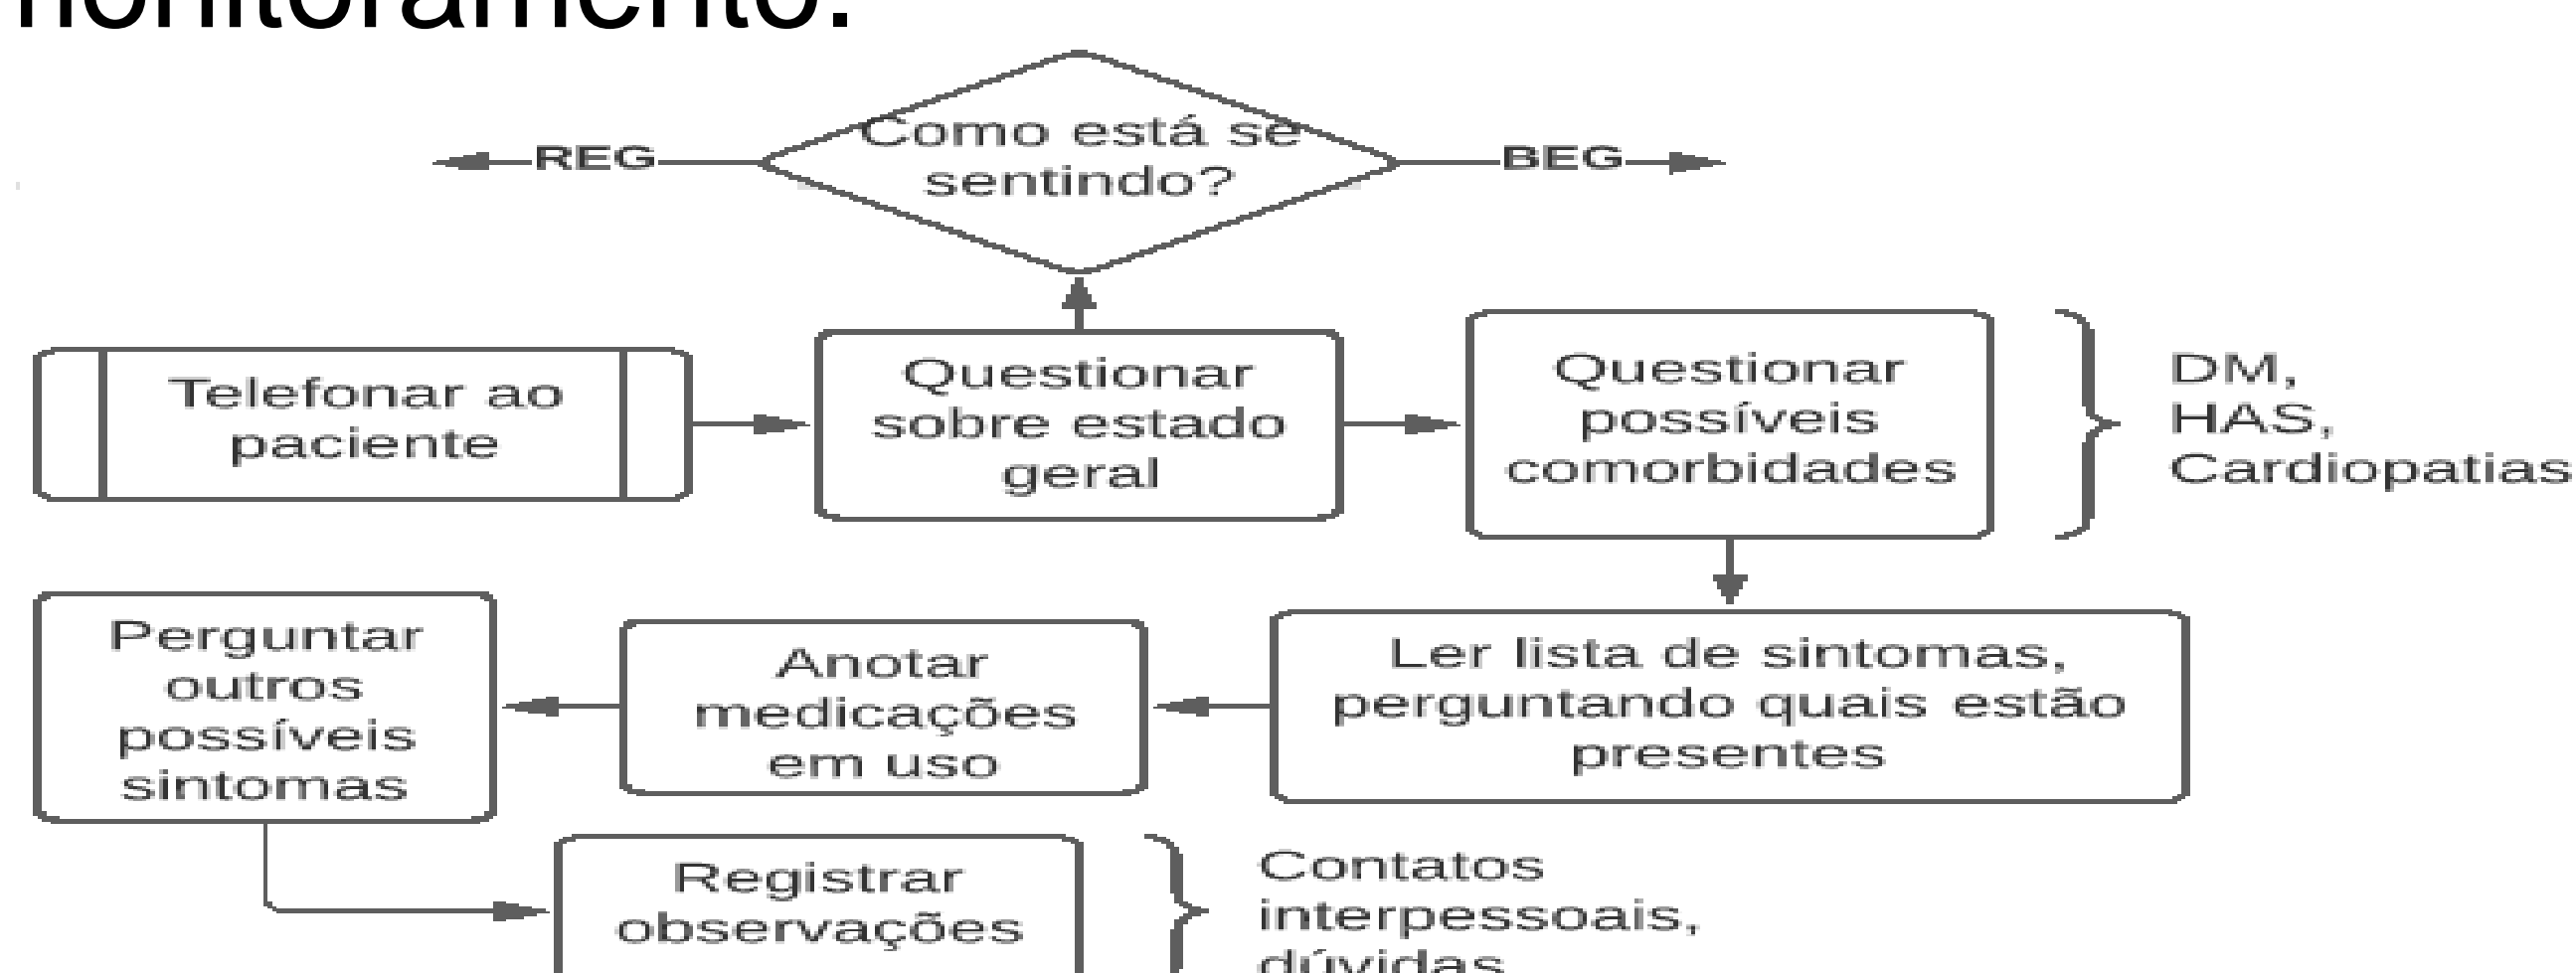 Como está se
sentindo?
REG
BEG
Telefonar ao
paciente
Questionar
sobre estado
geral
Questionar
possíveis
comorbidades
DM,
HAS,
Cardiopatias
Ler lista de sintomas,
perguntando quais estão
presentes
Anotar
medicações
em uso
Perguntar
outros
possíveis
sintomas
Registrar
observações
Contatos
interpessoais,
dúvidas